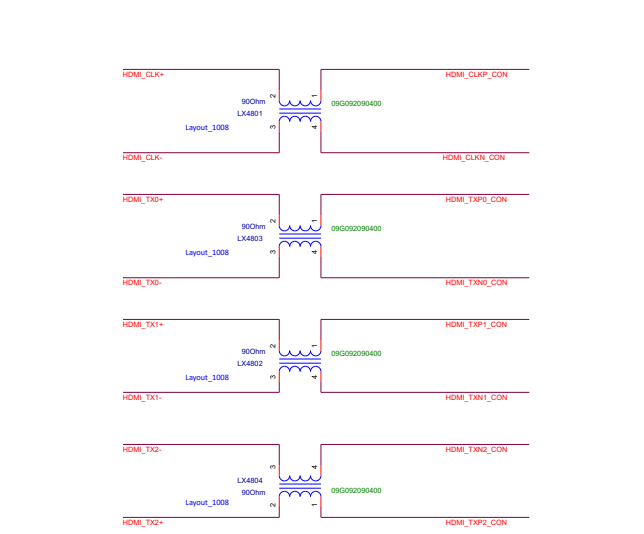 HDMI_CLK+ HDMI_CLKP_CON
2 1
90Ohm 09G092090400
LX4801
Layout_1008 3 4
HDMI_CLK- HDMI_CLKN_CON
HDMI_TX0+ HDMI_TXP0_CON
2 1
90Ohm 09G092090400
LX4803
Layout_1008 3 4
HDMI_TX0- HDMI_TXN0_CON
HDMI_TX1+ HDMI_TXP1_CON
2 1
90Ohm 09G092090400
LX4802
Layout_1008 3 4
HDMI_TX1- HDMI_TXN1_CON
HDMI_TX2- HDMI_TXN2_CON
3 4
LX4804
90Ohm 09G092090400
Layout_1008 2 1
HDMI_TX2+ HDMI_TXP2_CON